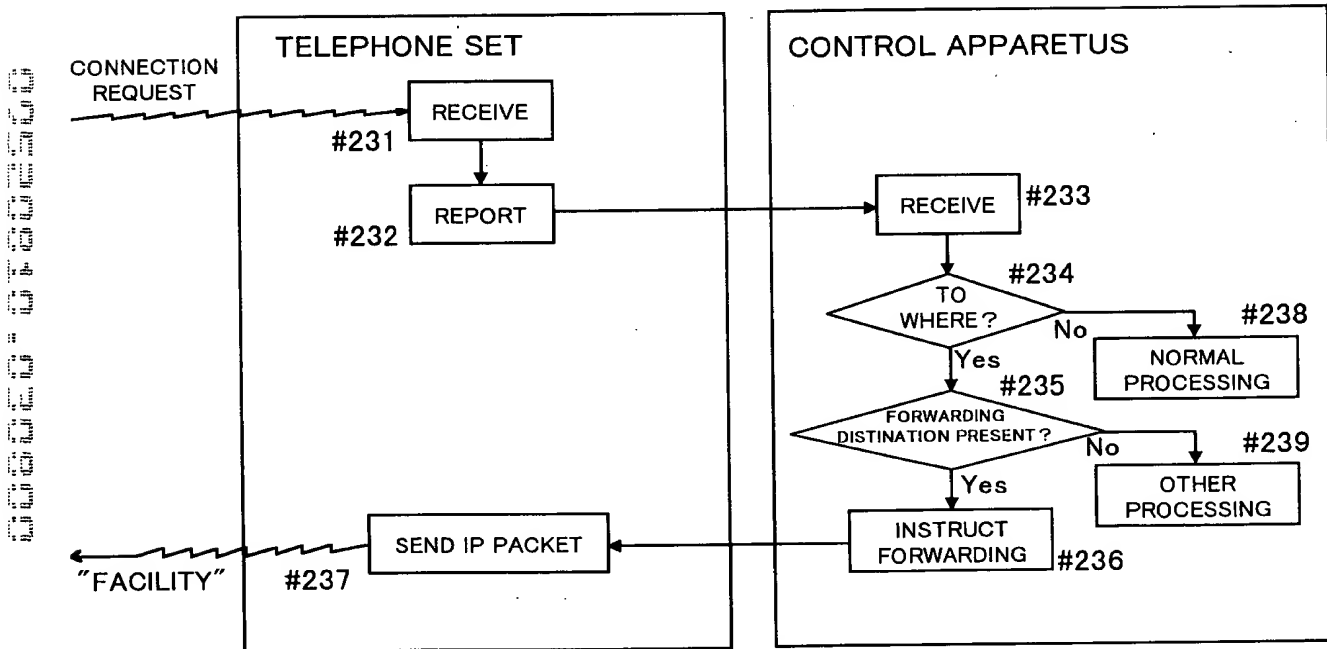 TELEPHONE SET
CONTROL APPARETUS
CONNECTION
REQUEST
RECEIVE
#231
REPORT
#232
RECEIVE
#233
#234
TO
WHERE?
No
#238
Yes
NORMAL
PROCESSING
#235
FORWARDING
DISTINATION PRESENT?
No
#239
Yes
OTHER
PROCESSING
SEND IP PACKET
INSTRUCT
FORWARDING
"FACILITY"
#237
#236